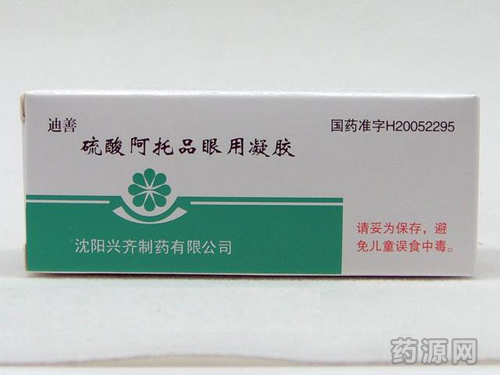 迪善
国药准字H20052295
硫酸阿托品眼用凝胶
沈阳兴齐制药有限公司
请妥为保存，避
免儿童误食中毒。
药源网